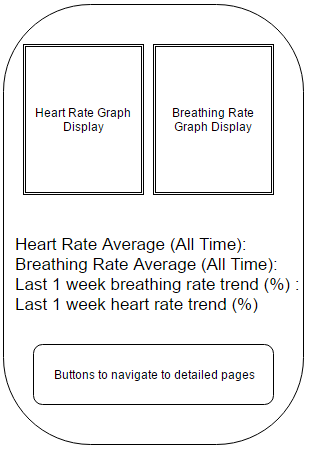 Heart Rate Graph
Display
Breathing Rate
Graph Display
Heart Rate Average (All Time):
Breathing Rate Average (All Time):
Last 1 week breathing rate trend (%) :
Last 1 week heart rate trend (%)
Buttons to navigate to detailed pages